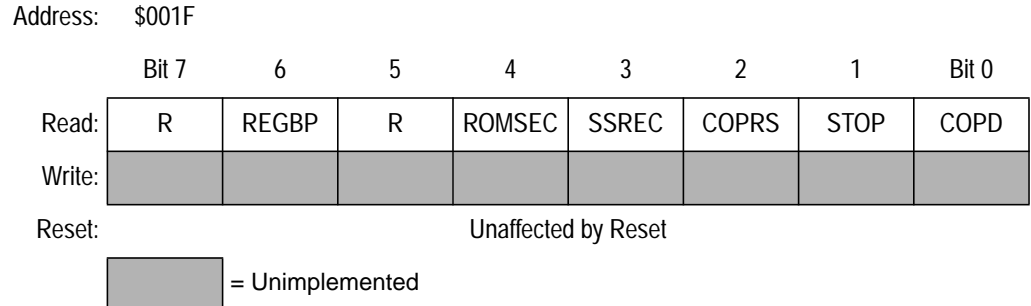 Address: $001F
Bit 7 6 5 4 3 2 1 Bit 0
Read: R REGBP R ROMSEC SSREC COPRS STOP COPD
Write:
Reset: Unaffected by Reset
= Unimplemented